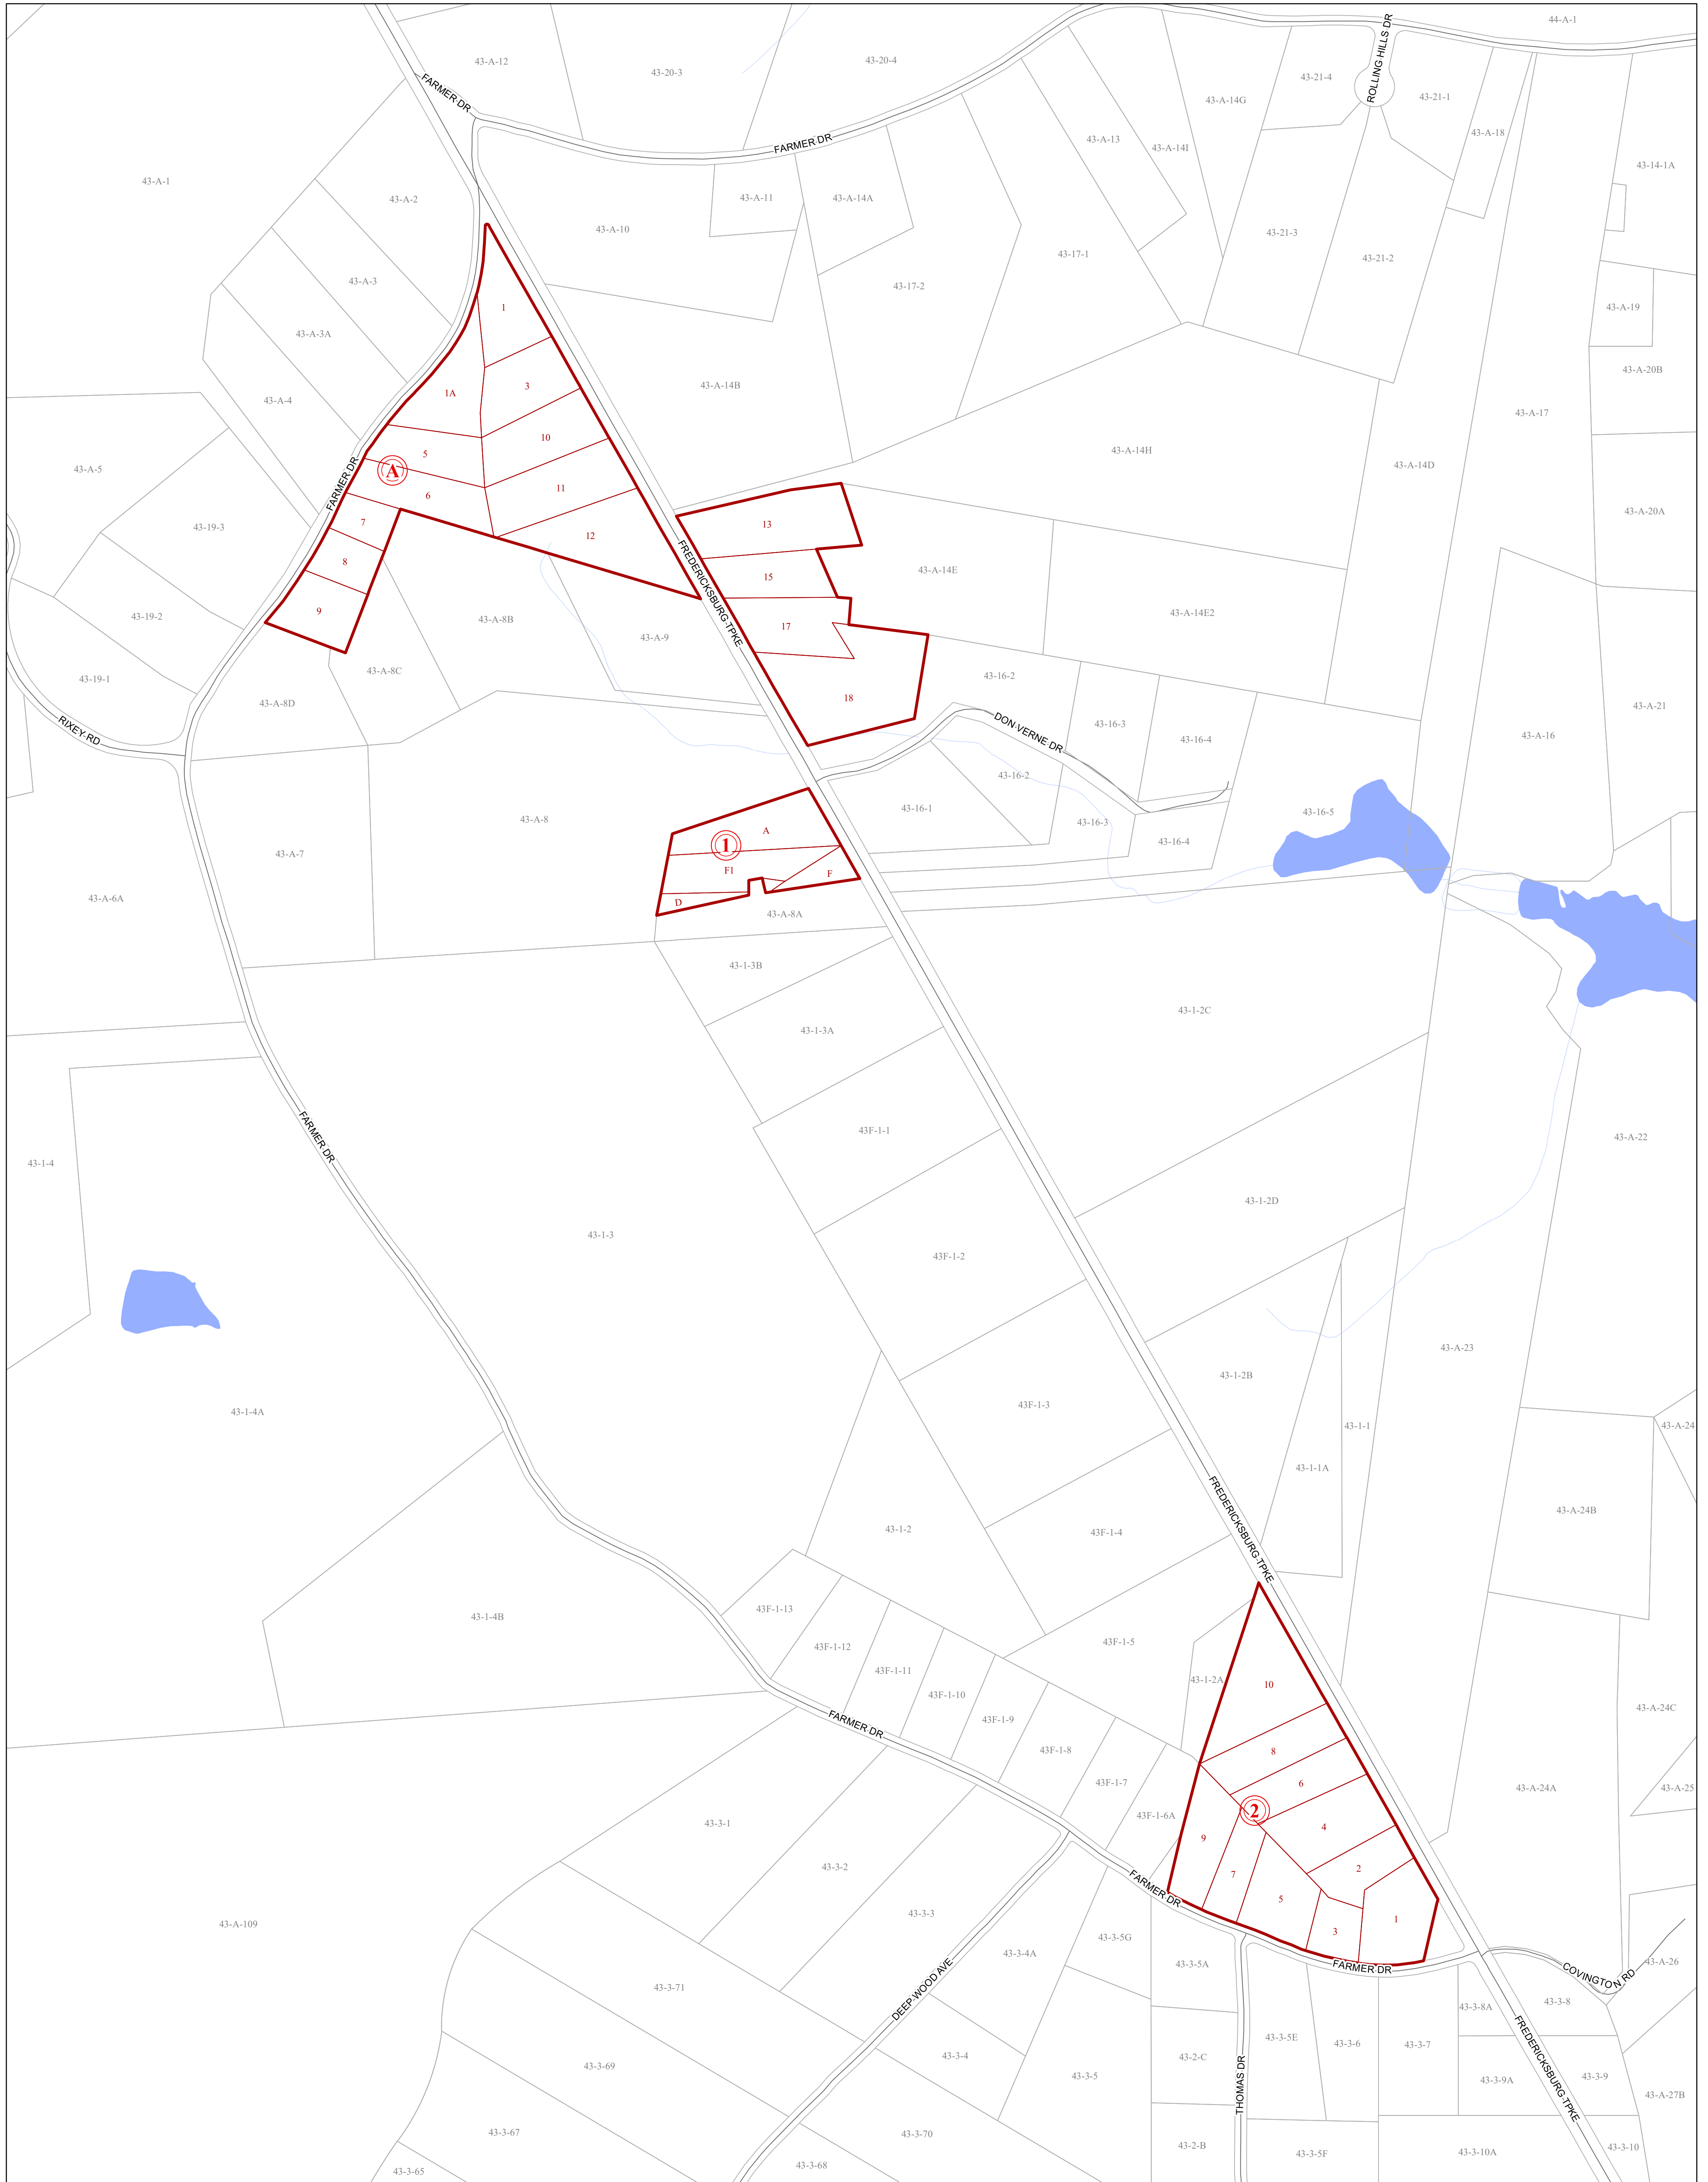 44-A-1
ROLLING HILLS DR
43-A-12
43-20-3
43-20-4
FARMER DR
43-21-4
43-21-1
43-A-14G
43-A-18
43-A-13
43-A-14I
FARMER DR
43-14-1A
43-A-1
43-A-2
43-A-11
43-A-14A
43-A-10
43-21-3
43-17-1
43-21-2
43-A-3
43-17-2
1
43-A-19
43-A-3A
43-A-20B
43-A-14B
3
1A
43-A-4
43-A-17
10
43-A-14H
5
43-A-14D
A
43-A-5
FARMER DR
6
11
43-A-20A
7
13
43-19-3
12
FREDERICKSBURG TPKE
8
43-A-14E
15
9
43-19-2
43-A-8B
43-A-14E2
17
43-A-9
43-A-8C
43-16-2
43-19-1
18
43-A-8D
43-A-21
43-16-3
RIXEY RD
DON VERNE DR
43-A-16
43-16-4
43-16-2
43-16-1
43-16-5
43-A-8
43-16-3
A
1
43-16-4
43-A-7
F1
F
43-A-6A
D
43-A-8A
43-1-3B
43-1-2C
43-1-3A
FARMER DR
43F-1-1
43-A-22
43-1-4
43-1-2D
43-1-3
43F-1-2
43-A-23
43-1-2B
43F-1-3
43-1-4A
43-1-1
43-A-24
43-1-1A
43-A-24B
FREDERICKSBURG TPKE
43-1-2
43F-1-4
43F-1-13
43-1-4B
43F-1-5
43F-1-12
43F-1-11
43-1-2A
10
43F-1-10
43-A-24C
43F-1-9
FARMER DR
43F-1-8
8
43F-1-7
6
43-A-24A
43-A-25
2
43F-1-6A
43-3-1
4
9
43-3-2
2
7
FARMER DR
5
43-3-3
1
43-A-109
3
43-3-5G
43-3-4A
43-3-5A
FARMER DR
43-A-26
COVINGTON RD
43-3-71
DEEP WOOD AVE
43-3-8
43-3-8A
43-3-5E
43-3-6
43-3-7
43-3-4
43-2-C
43-3-69
43-3-5
43-3-9
43-3-9A
FREDERICKSBURG TPKE
THOMAS DR
43-A-27B
43-3-67
43-3-70
43-2-B
43-3-10
43-3-10A
43-3-5F
43-3-68
43-3-65